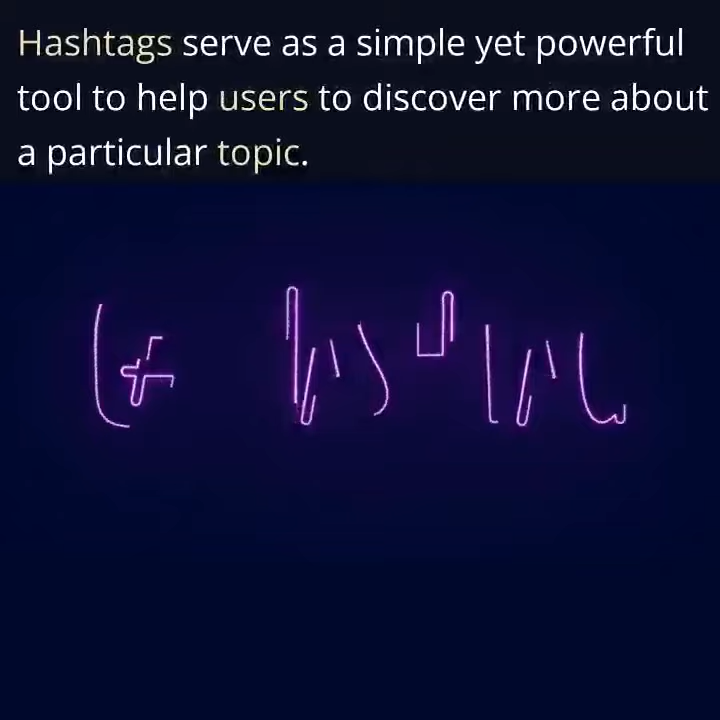 Hashtags serve as a simple yet powerful
tool to help users to discover more about
a particular topic.